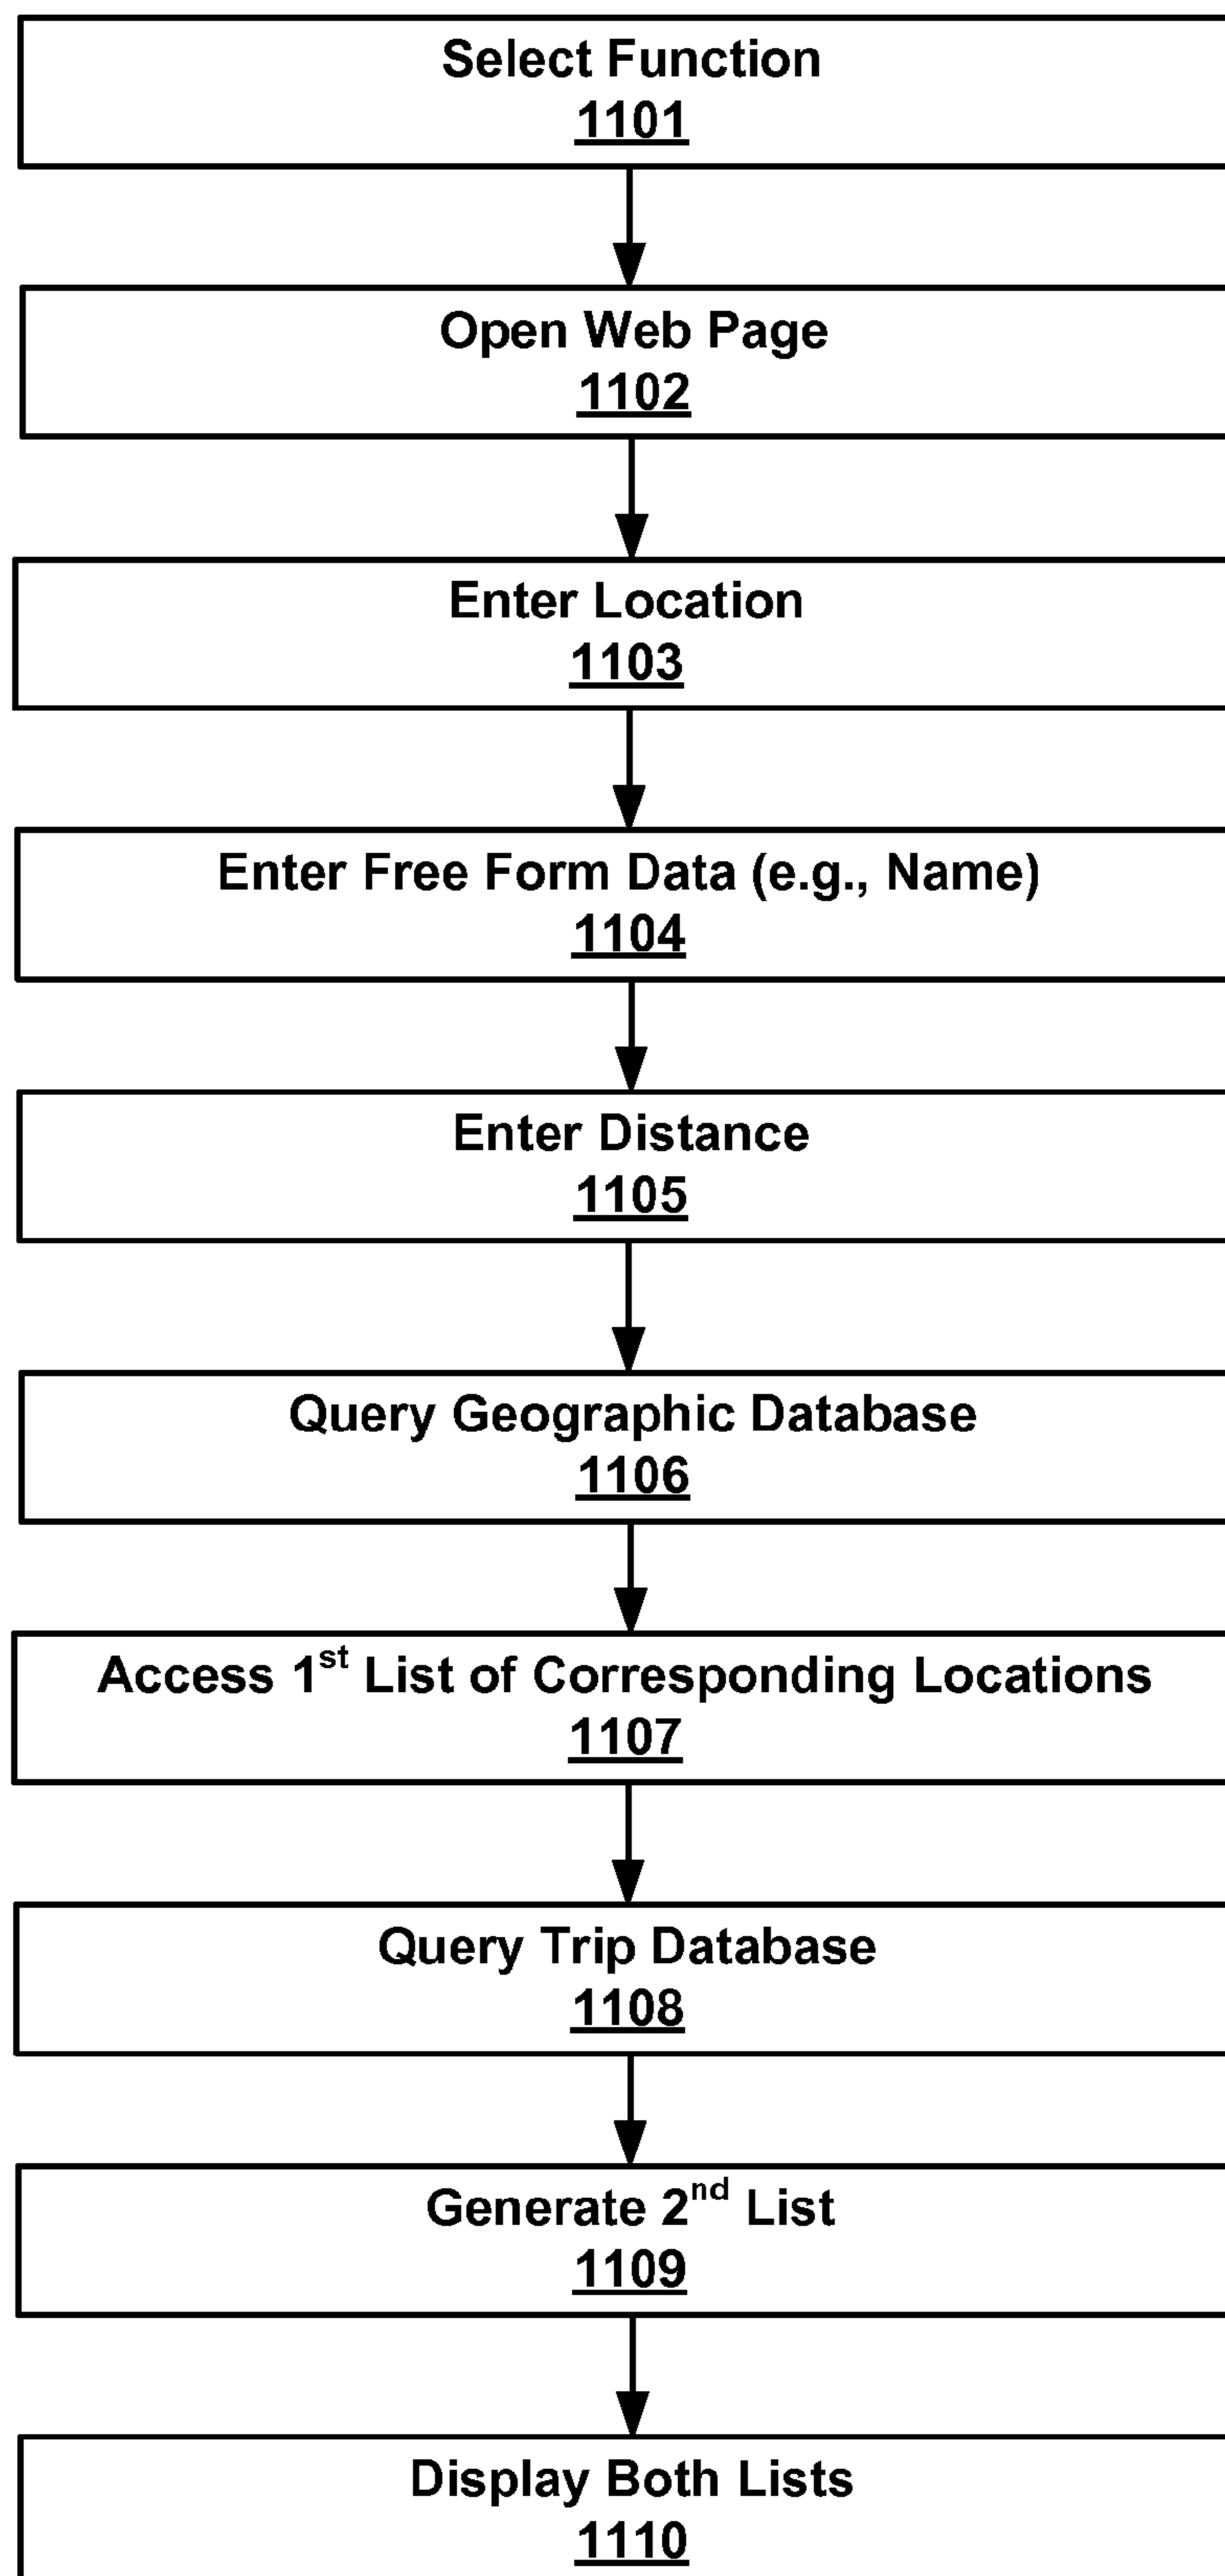 Select Function
1101
Open Web Page
1102
Enter Location
1103
Enter Free Form Data (e.g., Name)
1104
Enter Distance
1105
Query Geographic Database
1106
Access 1st List of Corresponding Locations
1107
Query Trip Database
1108
Generate 2nd List
1109
Display Both Lists
1110